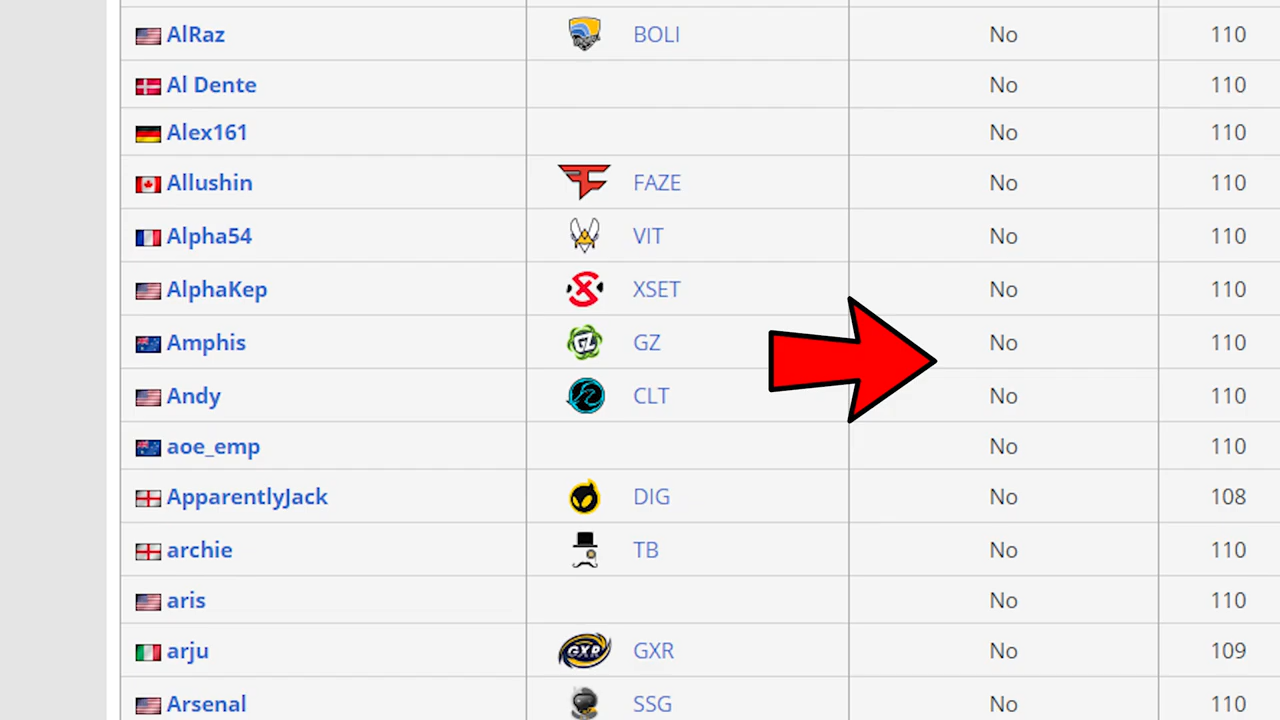 AlRaz BOLI No 110
Al Dente No 110
Alex161 No 110
Allushin FAZE No 110
Alpha54 VIT No 110
AlphaKep XSET No 110
Amphis GZ GZ No 110
Andy CLT No 110
aoe_emp No 110
ApparentlyJack DIG No 108
archie TB No 110
aris No 110
arju GXR GXR No 109
Arsenal SSG No 110